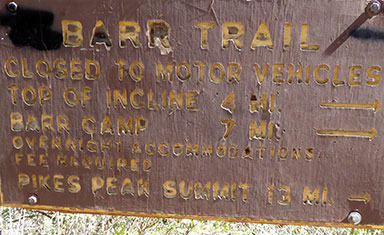 BARR TRAIL
CLOSED TO MOTOR VEHICLES
TOP OF INCLINE 4 MI.
BARR CAMP 7 MI.
OVERNIGHT ACCOMMODATIONS
FEE REQUIRED
PIKES PEAK SUMMIT 13 MI.